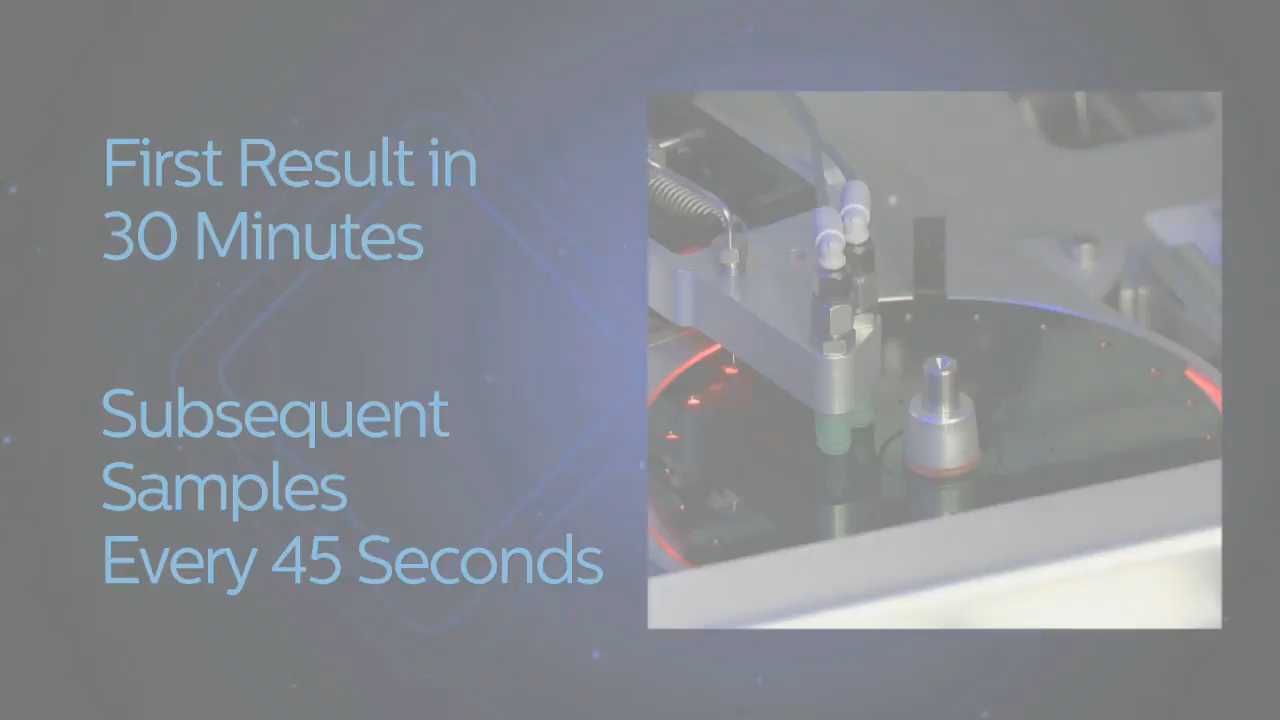 First Result in
30 Minutes
Subsequent
Samples
Every 45 Seconds